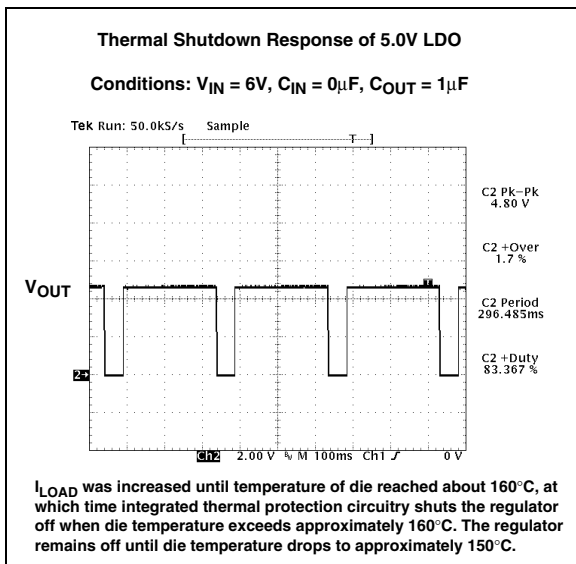 Thermal Shutdown Response of 5.0V LDO
Conditions: VIN = 6V, CIN = 0μF, COUT = 1μF
Tek Run: 50.0kS/s Sample
T
C2 Pk-Pk
4.80 V
C2 +Over
1.7 %
VOUT
T
C2 Period
296.485ms
C2 +Duty
83.367 %
2→
Ch2 2.00 V M 100ms Ch1 0 V
ILOAD was increased until temperature of die reached about 160°C, at
which time integrated thermal protection circuitry shuts the regulator
off when die temperature exceeds approximately 160°C. The regulator
remains off until die temperature drops to approximately 150°C.